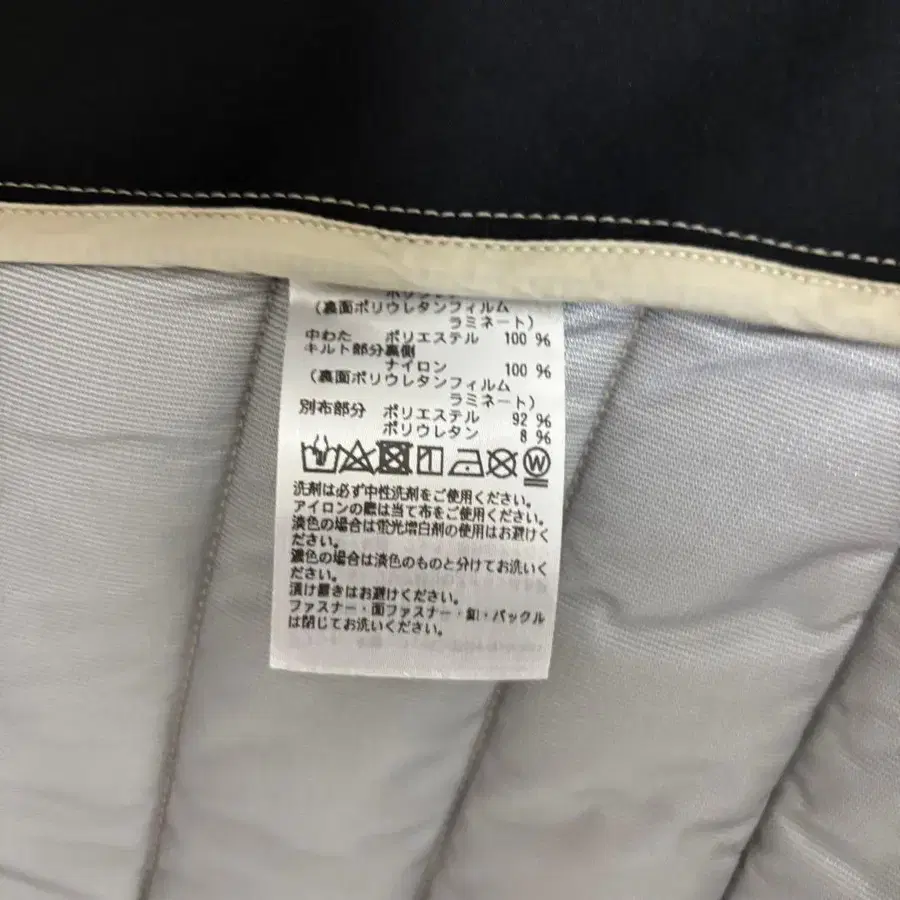 (裏面ポリウレタンフィルム
ラミネート)
中わた ポリエステル 100 %
キルト部分裏側
ナイロン 100 %
(裏面ポリウレタンフィルム
ラミネート)
別布部分 ポリエステル 92 %
ポリウレタン 8 %
W
洗剤は必ず中性洗剤をご使用ください。
アイロンの際は当て布をご使用ください。
淡色の場合は蛍光増白剤の使用はお避けく
ださい。
濃色の場合は淡色のものと分けてお洗いく
ださい。
漬け置きはお避けください。
ファスナー・面ファスナー・釦・バックル
は閉じてお洗いください。